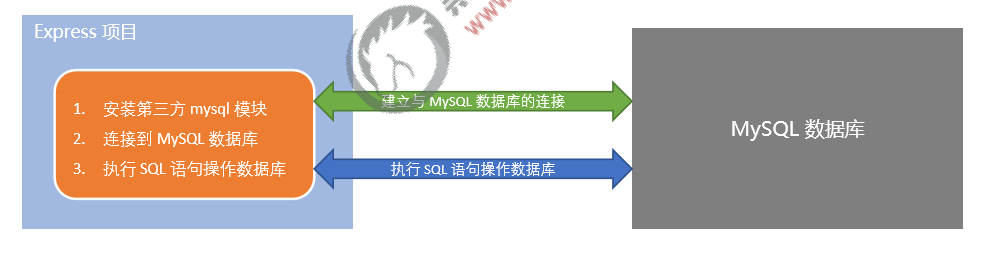 Express 项目
1. 安装第三方 mysql 模块
2. 连接到 MySQL 数据库
3. 执行 SQL 语句操作数据库
建立与 MySQL 数据库的连接
执行 SQL 语句操作数据库
MySQL 数据库